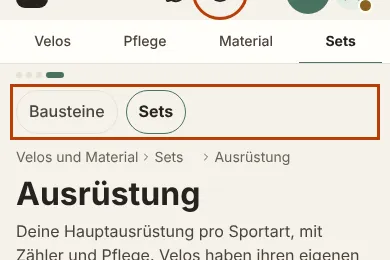 Velos Pflege Material Sets
Bausteine Sets
Velos und Material › Sets › Ausrüstung
Ausrüstung
Deine Hauptausrüstung pro Sportart, mit
Zähler und Pflege. Velos haben ihren eigenen